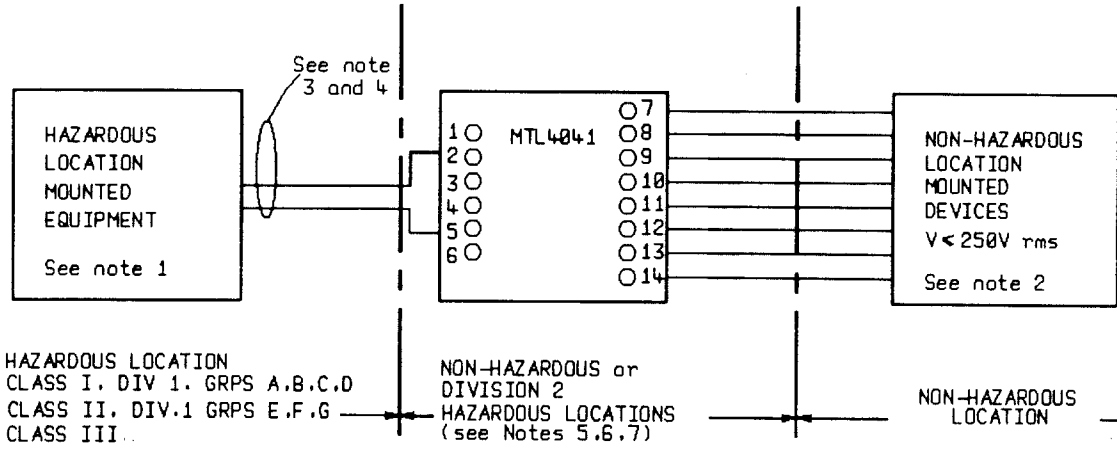 See note
3 and 4
HAZARDOUS
LOCATION
MOUNTED
EQUIPMENT
See note 1
1
2
3
4
5
6
MTL4041
7
8
9
10
11
12
13
14
NON-HAZARDOUS
LOCATION
MOUNTED
DEVICES
V<250V rms
See note 2
HAZARDOUS LOCATION
CLASS I. DIV 1. GRPS A.B.C.D
CLASS II. DIV.1 GRPS E.F.G
CLASS III
NON-HAZARDOUS or
DIVISION 2
HAZARDOUS LOCATIONS
(see Notes 5.6.7)
NON-HAZARDOUS
LOCATION